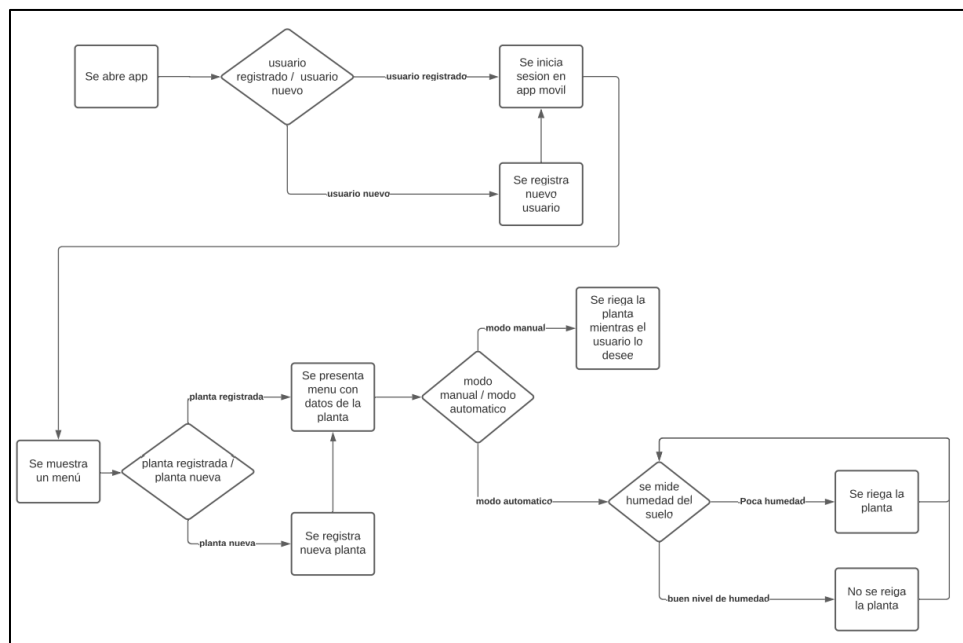 Se abre app
usuario
registrado / usuario
nuevo
usuario registrado
Se inicia
sesion en
app movil
usuario nuevo
Se registra
nuevo
usuario
Se muestra
un menú
planta registrada /
planta nueva
planta registrada
Se presenta
menu con
datos de la
planta
planta nueva
Se registra
nueva planta
modo
manual / modo
automatico
modo manual
Se riega la
planta
mientras el
usuario lo
desee
modo automatico
se mide
humedad del
suelo
Poca humedad
Se riega la
planta
buen nivel de humedad
No se reiga
la planta